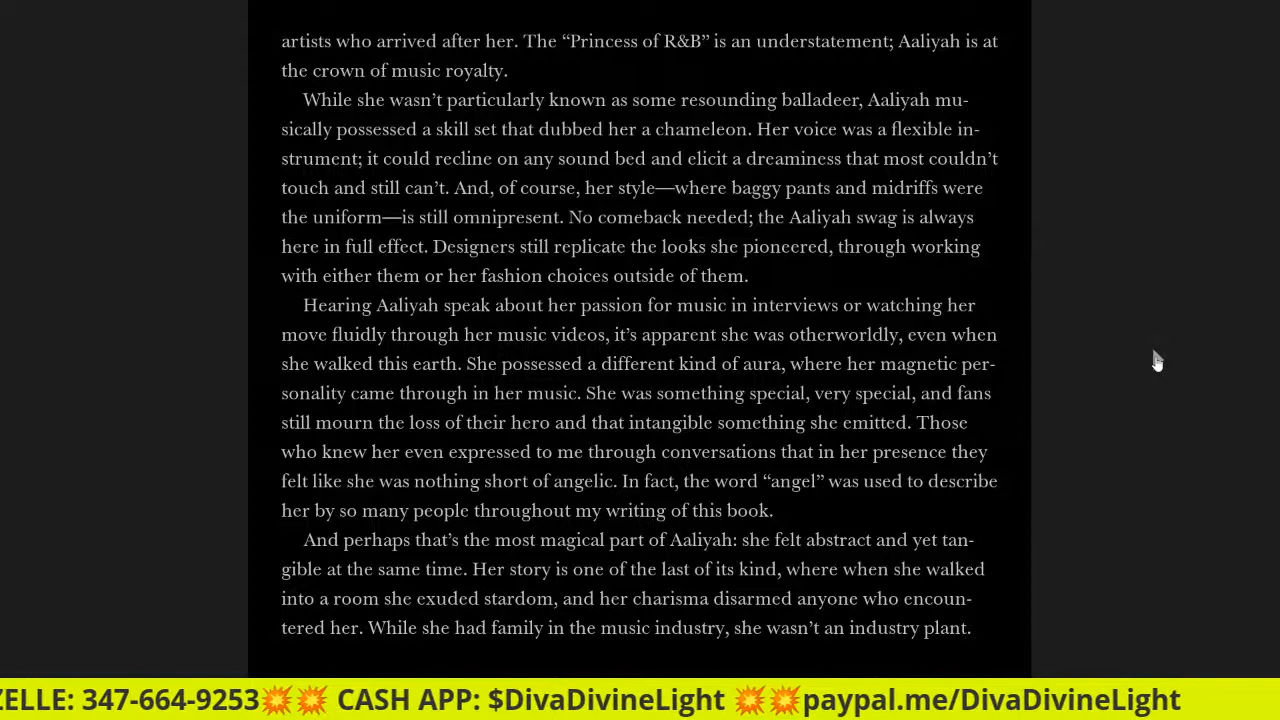 artists who arrived after her. The “Princess of R&B” is an understatement; Aaliyah is at
the crown of music royalty.
While she wasn’t particularly known as some resounding balladeer, Aaliyah mu-
sically possessed a skill set that dubbed her a chameleon. Her voice was a flexible in-
strument; it could recline on any sound bed and elicit a dreaminess that most couldn’t
touch and still can’t. And, of course, her style—where baggy pants and midriffs were
the uniform—is still omnipresent. No comeback needed; the Aaliyah swag is always
here in full effect. Designers still replicate the looks she pioneered, through working
with either them or her fashion choices outside of them.
Hearing Aaliyah speak about her passion for music in interviews or watching her
move fluidly through her music videos, it’s apparent she was otherworldly, even when
she walked this earth. She possessed a different kind of aura, where her magnetic per-
sonality came through in her music. She was something special, very special, and fans
still mourn the loss of their hero and that intangible something she emitted. Those
who knew her even expressed to me through conversations that in her presence they
felt like she was nothing short of angelic. In fact, the word “angel” was used to describe
her by so many people throughout my writing of this book.
And perhaps that’s the most magical part of Aaliyah: she felt abstract and yet tan-
gible at the same time. Her story is one of the last of its kind, where when she walked
into a room she exuded stardom, and her charisma disarmed anyone who encoun-
tered her. While she had family in the music industry, she wasn’t an industry plant.
ZELLE: 347-664-9253💥💥 CASH APP: $DivaDivineLight 💥💥paypal.me/DivaDivineLight